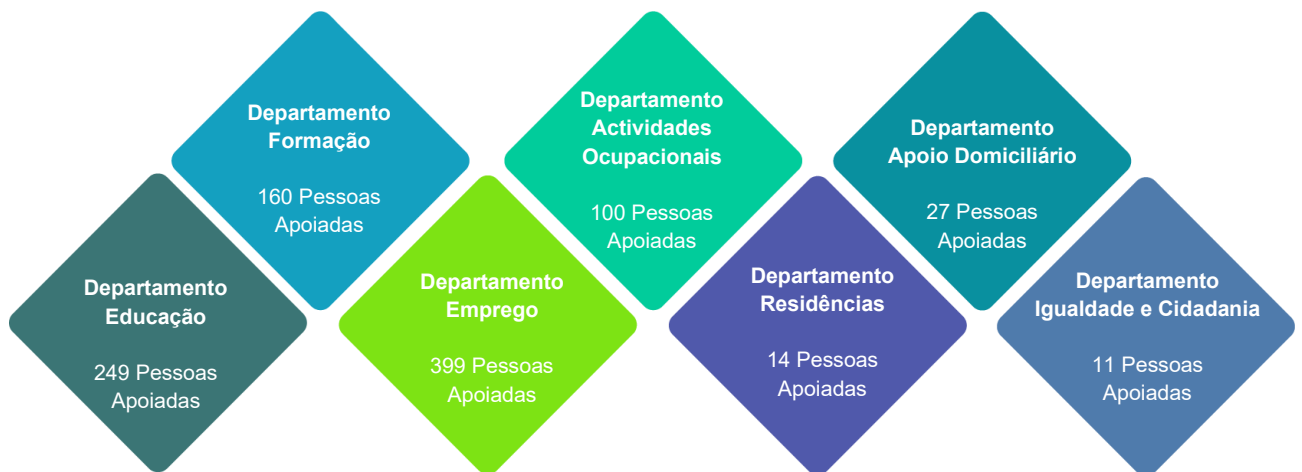 Departamento
Educação
249 Pessoas
Apoiadas
Departamento
Formação
160 Pessoas
Apoiadas
Departamento
Emprego
399 Pessoas
Apoiadas
Departamento
Actividades
Ocupacionais
100 Pessoas
Apoiadas
Departamento
Residências
14 Pessoas
Apoiadas
Departamento
Apoio Domiciliário
27 Pessoas
Apoiadas
Departamento
Igualdade e Cidadania
11 Pessoas
Apoiadas